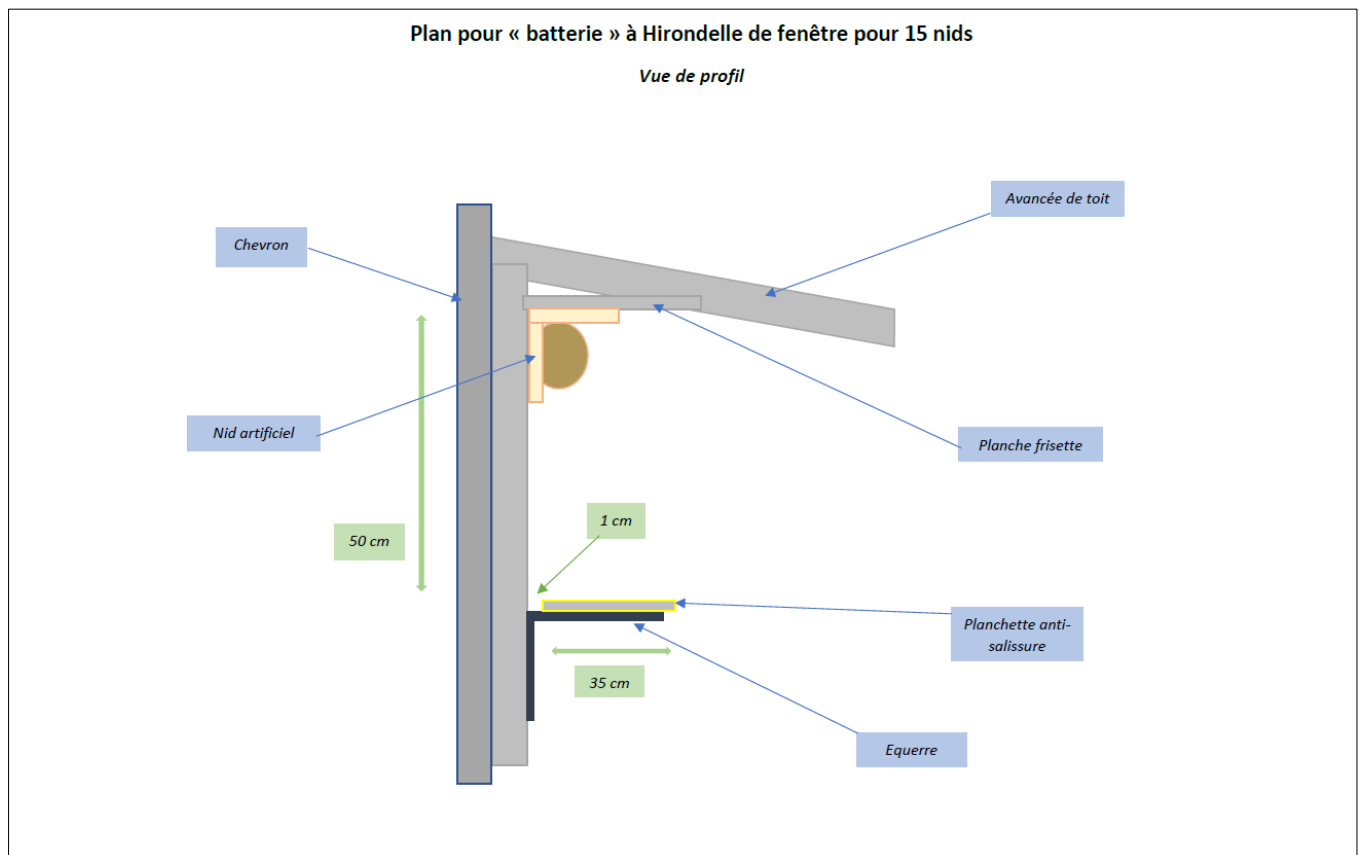 Plan pour « batterie » à Hirondelle de fenêtre pour 15 nids
Vue de profil
Avancée de toit
Chevron
Nid artificiel
Planche frisette
1 cm
50 cm
Planchette anti-
salissure
35 cm
Equerre